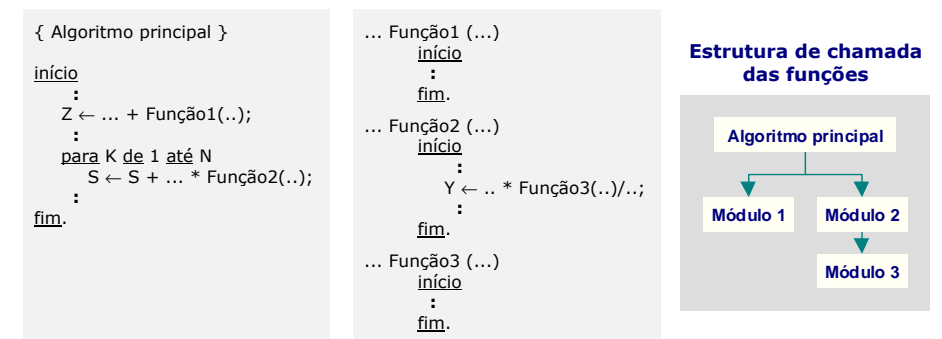 { Algoritmo principal }
início
:
Z ← ... + Função1(..);
:
para K de 1 até N
S ← S + ... * Função2(..);
:
fim.
... Função1 (...)
início
:
fim.
... Função2 (...)
início
:
Y ← .. * Função3(..)/..;
:
fim.
... Função3 (...)
início
:
fim.
Estrutura de chamada
das funções
Algoritmo principal
Módulo 1 Módulo 2
Módulo 3